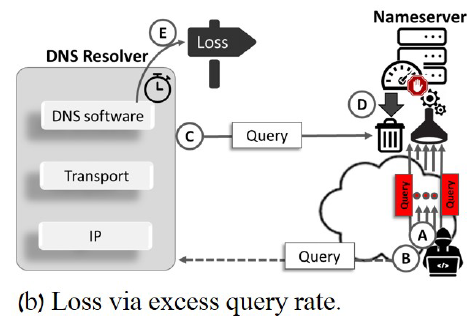 E
Nameserver
Loss
DNS Resolver
D
DNS software
C
Query
Transport
Query
Query
A
IP
Query
B
</>
(b) Loss via excess query rate.